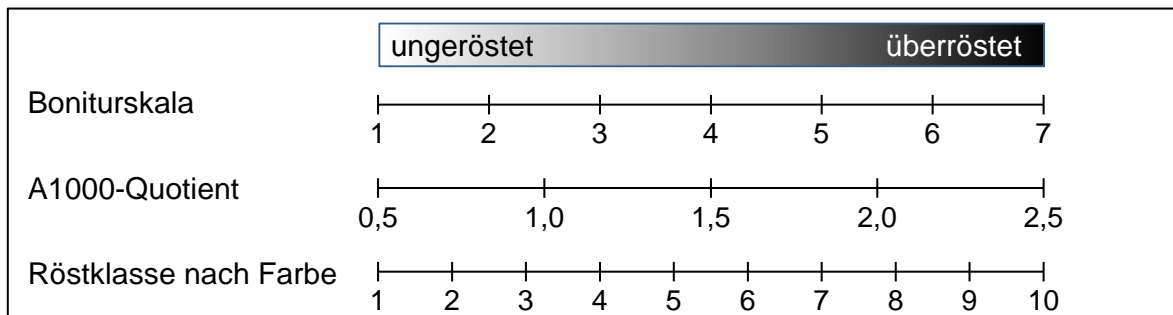 ungeröstet überröstet
Boniturskala
1 2 3 4 5 6 7
A1000-Quotient
0,5 1,0 1,5 2,0 2,5
Röstklasse nach Farbe
1 2 3 4 5 6 7 8 9 10